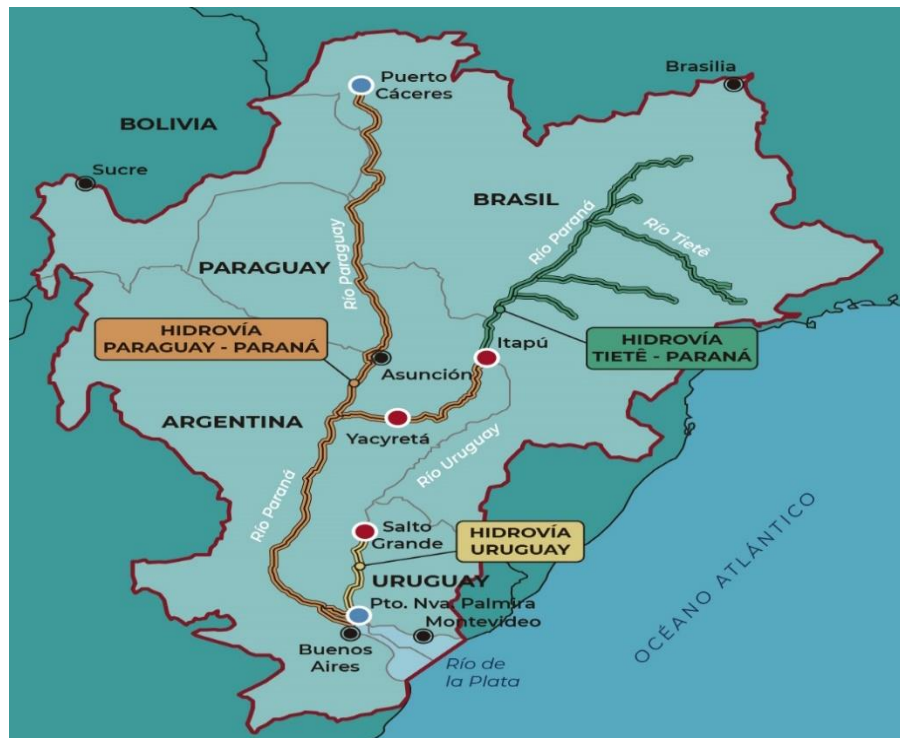 Puerto
Cáceres
Brasilia
BOLIVIA
Sucre
BRASIL
Río Paraná
Río Tietê
PARAGUAY
Río Paraguay
HIDROVÍA
PARAGUAY - PARANÁ
HIDROVÍA
TIETÊ - PARANÁ
Itapú
Asunción
ARGENTINA
Yacyretá
Río Uruguay
Río Paraná
Salto
Grande
HIDROVÍA
URUGUAY
URUGUAY
Pto. Nva. Palmira
Montevideo
Buenos
Aires
Río de
la Plata
OCÉANO ATLÁNTICO